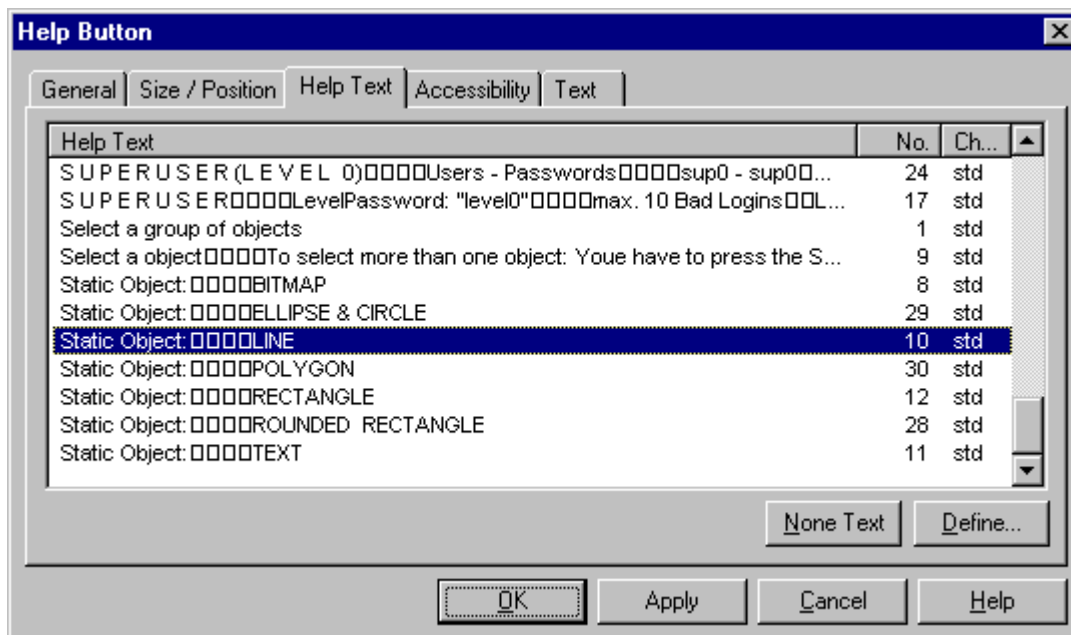 Help Button
General Size / Position Help Text Accessibility Text
Help Text No. Ch...
S U P E R U S E R (L E V E L 0)□□□□Users - Passwords□□□□sup0 - sup0□... 24 std
S U P E R U S E R□□□□LevelPassword: "level0"□□□□max. 10 Bad Logins□□L... 17 std
Select a group of objects 1 std
Select a object□□□□To select more than one object: Youe have to press the S... 9 std
Static Object:□□□□BITMAP 8 std
Static Object:□□□□ELLIPSE & CIRCLE 29 std
Static Object:□□□□LINE 10 std
Static Object:□□□□POLYGON 30 std
Static Object:□□□□RECTANGLE 12 std
Static Object:□□□□ROUNDED RECTANGLE 28 std
Static Object:□□□□TEXT 11 std
None Text Define...
OK Apply Cancel Help